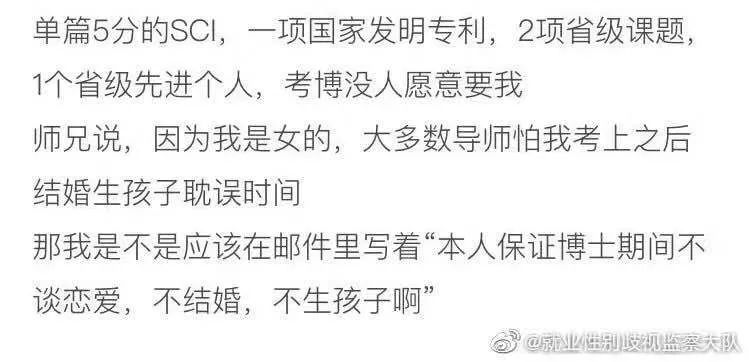 单篇5分的SCI，一项国家发明专利，2项省级课题，
1个省级先进个人，考博没人愿意要我
师兄说，因为我是女的，大多数导师怕我考上之后
结婚生孩子耽误时间
那我是不是应该在邮件里写着“本人保证博士期间不
谈恋爱，不结婚，不生孩子啊”
@就业性别歧视监察大队